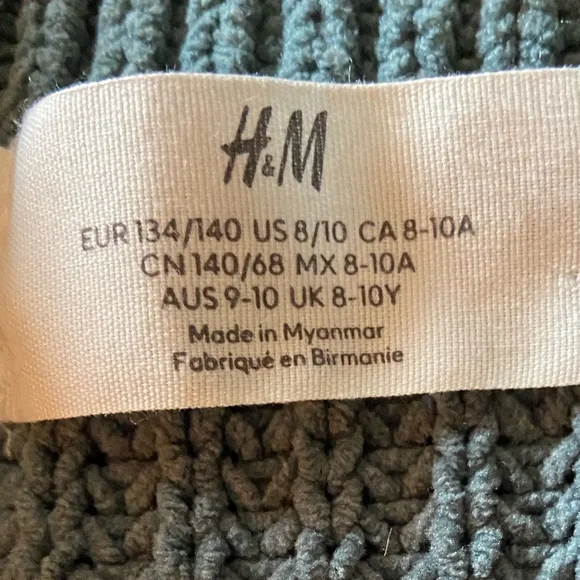 H&M
EUR 134/140 US 8/10 CA 8-10A
CN 140/68 MX 8-10A
AUS 9-10 UK 8-10Y
Made in Myanmar
Fabriqué en Birmanie